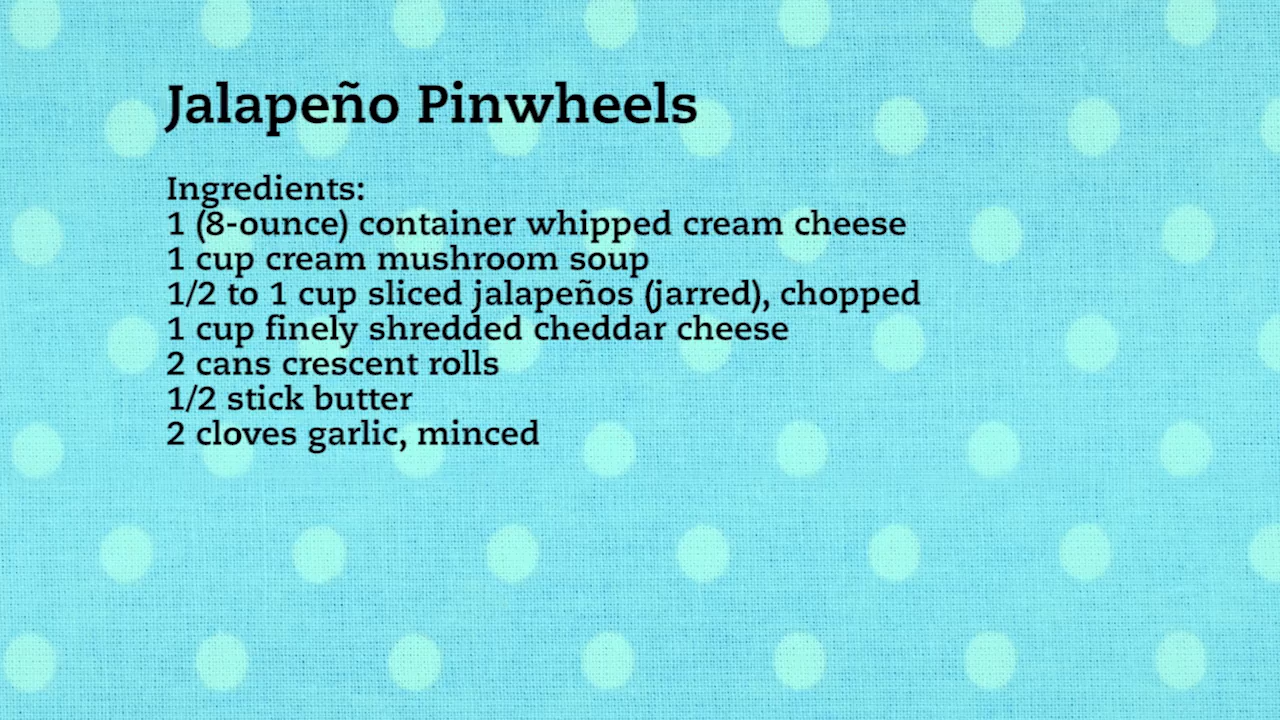 Jalapeño Pinwheels
Ingredients:
1 (8-ounce) container whipped cream cheese
1 cup cream mushroom soup
1/2 to 1 cup sliced jalapeños (jarred), chopped
1 cup finely shredded cheddar cheese
2 cans crescent rolls
1/2 stick butter
2 cloves garlic, minced